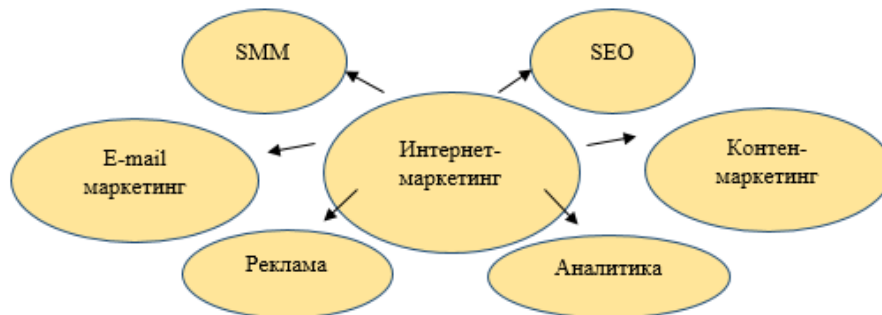 SMM
SEO
E-mail
маркетинг
Интернет-
маркетинг
Контен-
маркетинг
Реклама
Аналитика